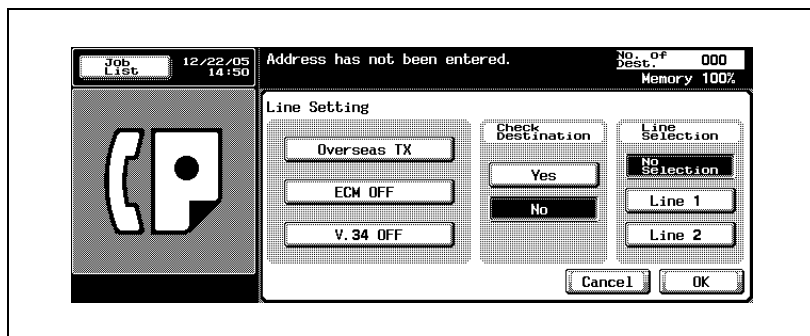 Job
List
12/22/05
14:50
Address has not been entered.
No. of
Dest.
000
Memory 100%
Line Setting
Overseas TX
ECM OFF
V.34 OFF
Check
Destination
Yes
No
Line
Selection
No
Selection
Line 1
Line 2
Cancel
OK